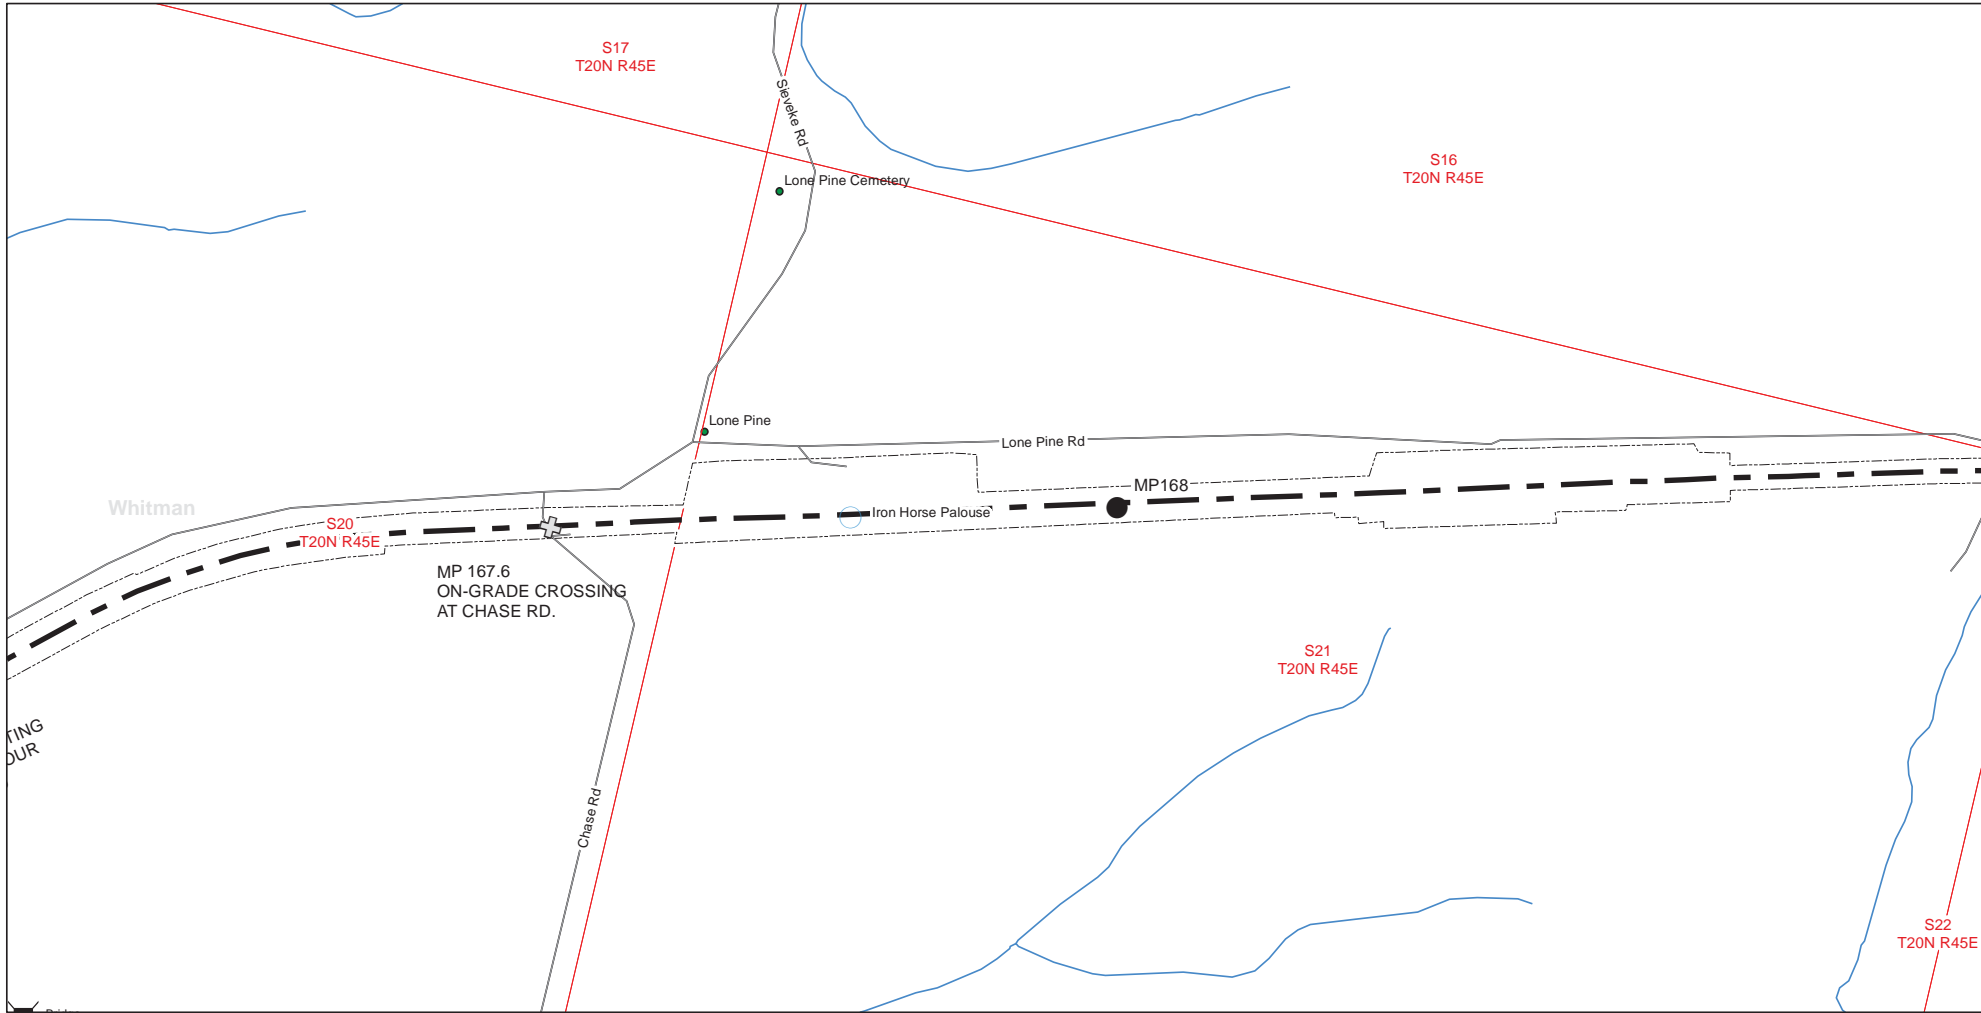 S17
T20N R45E
Sieveke Rd
S16
T20N R45E
Lone Pine Cemetery
Lone Pine
Lone Pine Rd
MP168
Whitman
S20
T20N R45E
Iron Horse Palouse
MP 167.6
ON-GRADE CROSSING
AT CHASE RD.
S21
T20N R45E
TING
OUR
Chase Rd
S22
T20N R45E